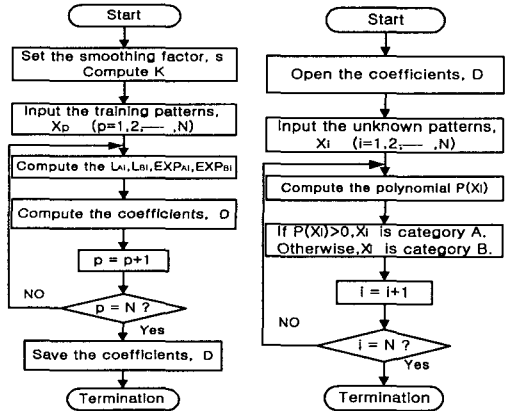 Start
Set the smoothing factor, s
Compute K
Input the training patterns,
Xp (p=1,2,—– ,N)
Compute the LAi,LBi,EXPAi,EXPBi
Compute the coefficients, D
p = p+1
NO
p = N ?
Yes
Save the coefficients, D
Termination
Start
Open the coefficients, D
Input the unknown patterns,
Xi (i=1,2,—– ,N)
Compute the polynomial P(Xi)
If P(Xi)>0,Xi is category A.
Otherwise,Xi is category B.
i = i+1
NO
i = N ?
Yes
Termination